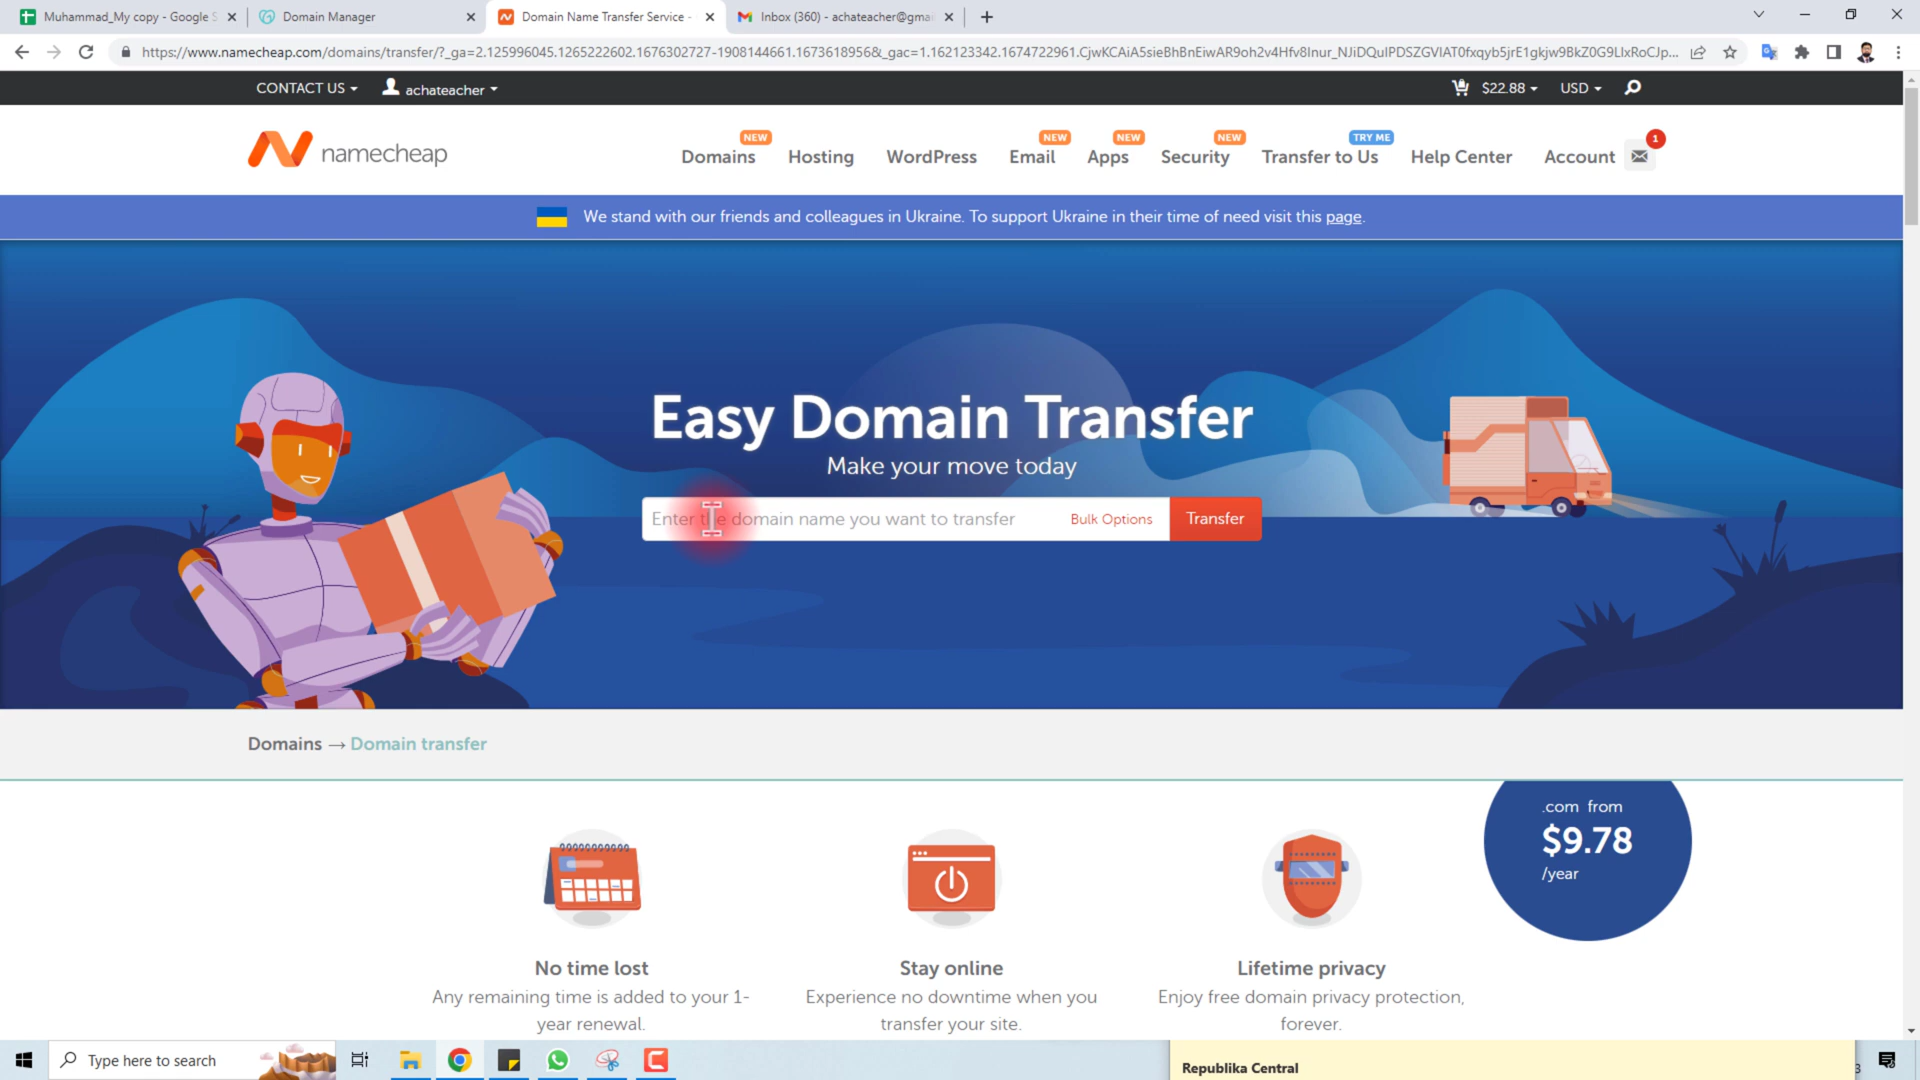 Muhammad_My copy - Google S
Domain Manager
Domain Name Transfer Service -
Inbox (360) - achateacher@gmai
https://www.namecheap.com/domains/transfer/?_ga=2.125996045.1265222602.1676302727-1908144661.1673618956&_gac=1.162123342.1674722961.CjwKCAiA5sieBhBnEiwAR9oh2v4Hfv8Inur_NJiDQuIPDSZGVIAT0fxqyb5jrE1gkjw9BkZ0G9LIxRoCJp...
CONTACT US
achateacher
$22.88
USD
namecheap
NEW
NEW
NEW
NEW
TRY ME
1
Domains
Hosting
WordPress
Email
Apps
Security
Transfer to Us
Help Center
Account
We stand with our friends and colleagues in Ukraine. To support Ukraine in their time of need visit this page.
Easy Domain Transfer
Make your move today
Enter the domain name you want to transfer
Bulk Options
Transfer
Domains → Domain transfer
.com from
$9.78
/year
No time lost
Any remaining time is added to your 1-
year renewal.
Stay online
Experience no downtime when you
transfer your site.
Lifetime privacy
Enjoy free domain privacy protection,
forever.
Type here to search
Republika Central
3